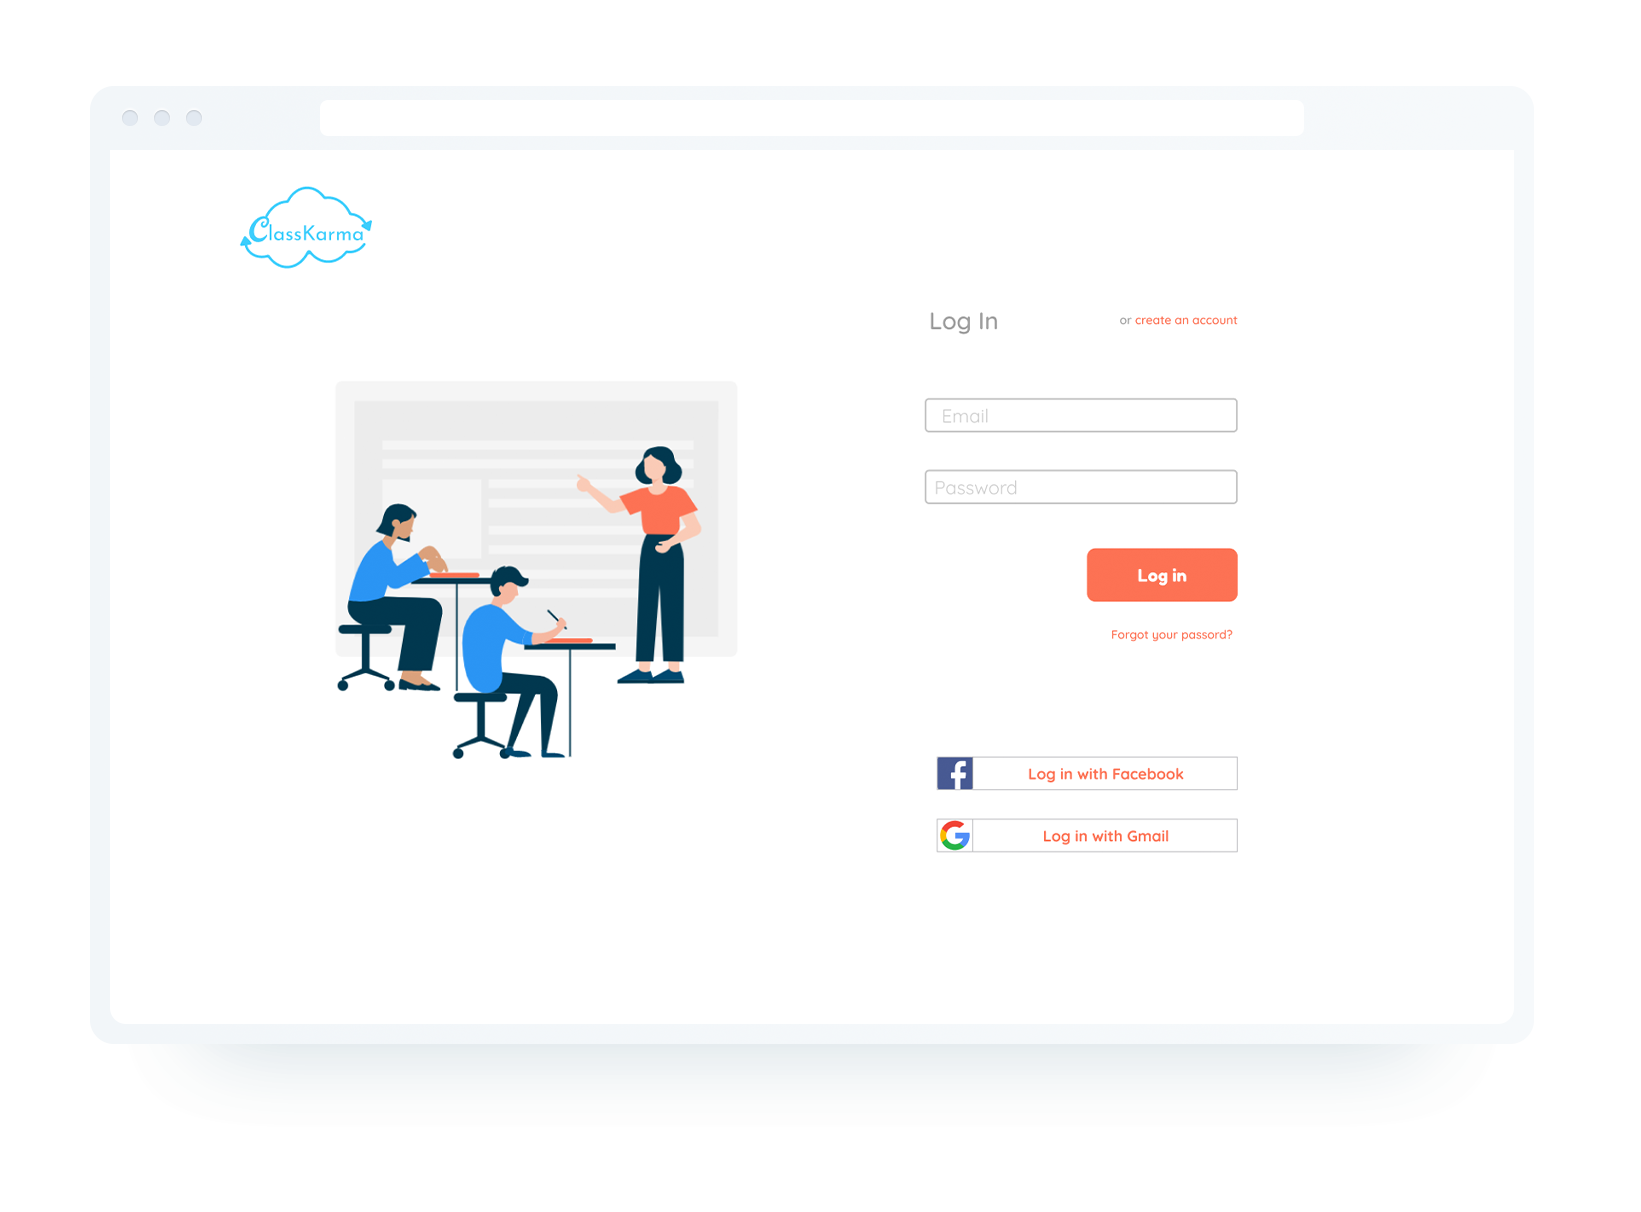 ClassKarma
Log In
or create an account
Email
Password
Log in
Forgot your passord?
Log in with Facebook
Log in with Gmail